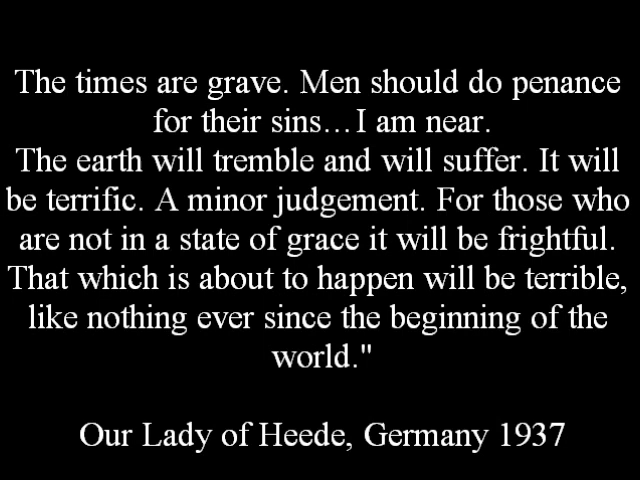 The times are grave. Men should do penance
for their sins…I am near.
The earth will tremble and will suffer. It will
be terrific. A minor judgement. For those who
are not in a state of grace it will be frightful.
That which is about to happen will be terrible,
like nothing ever since the beginning of the
world."
Our Lady of Heede, Germany 1937